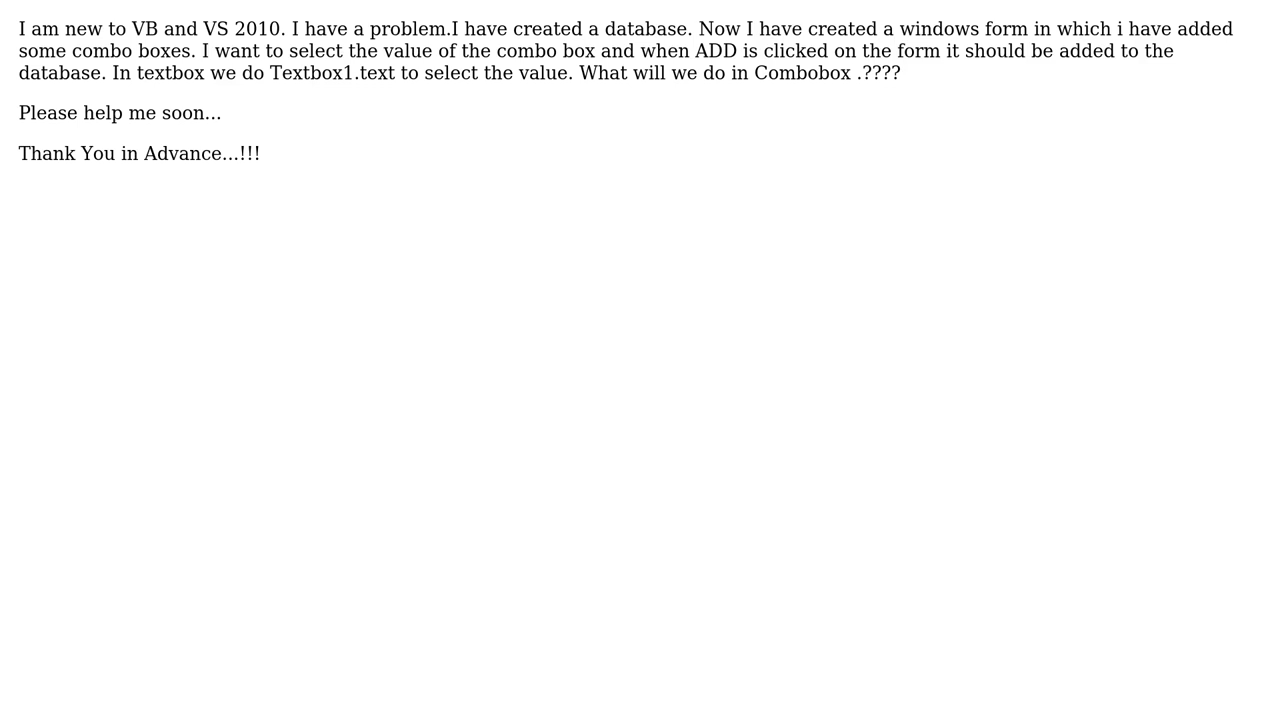 I am new to VB and VS 2010. I have a problem.I have created a database. Now I have created a windows form in which i have added
some combo boxes. I want to select the value of the combo box and when ADD is clicked on the form it should be added to the
database. In textbox we do Textbox1.text to select the value. What will we do in Combobox .????
Please help me soon...
Thank You in Advance...!!!